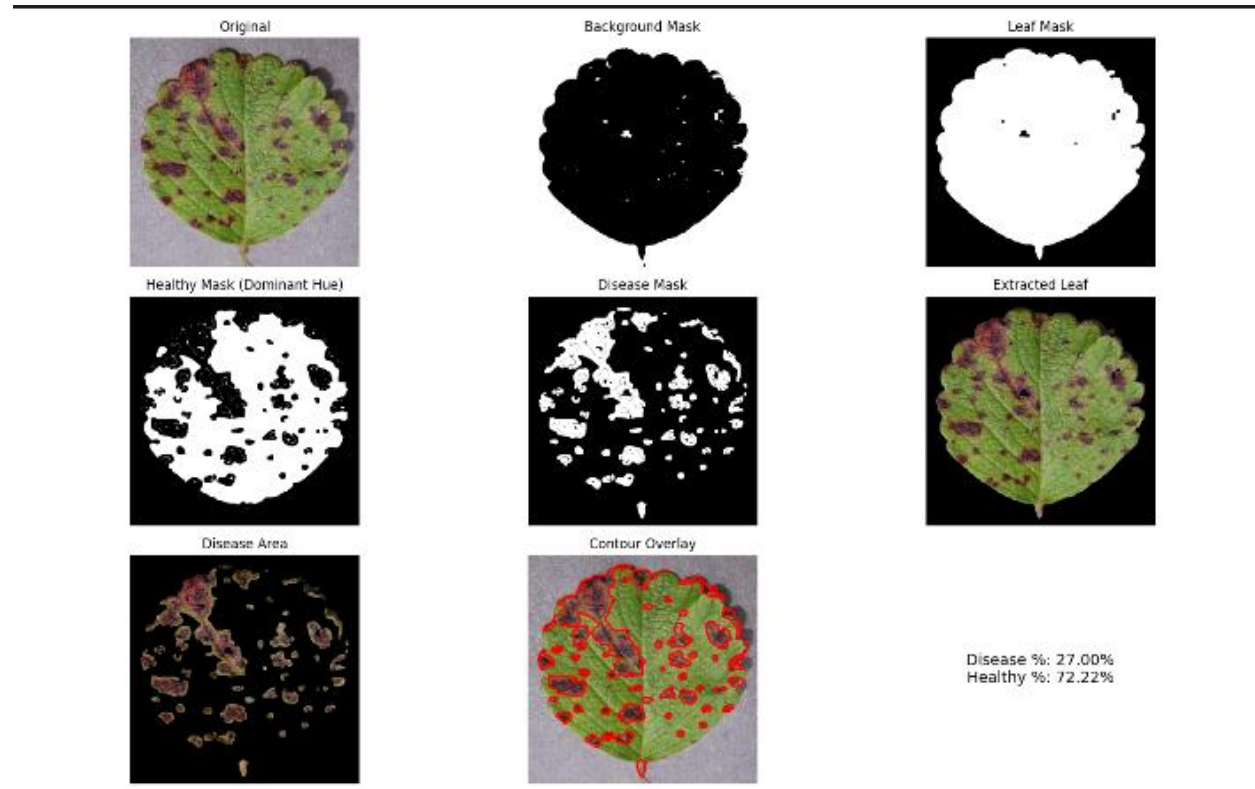 Original
Background Mask
Leaf Mask
Healthy Mask (Dominant Hue)
Disease Mask
Extracted Leaf
Disease Area
Contour Overlay
Disease %: 27.00%
Healthy %: 72.22%